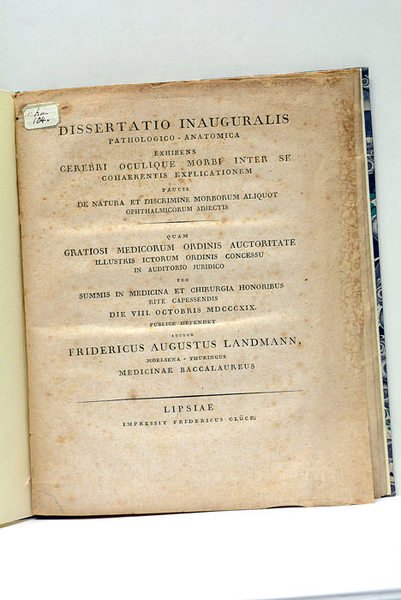 104.
DISSERTATIO INAUGURALIS
PATHOLOGICO-ANATOMICA
EXHIBENS
CEREBRI OCULIQUE MORBI INTER SE
COHAERENTIS EXPLICATIONEM
PAUCIS
DE NATURA ET DISCRIMINE MORBORUM ALIQUOT
OPHTHALMICORUM ADIECTIS
QUAM
GRATIOSI MEDICORUM ORDINIS AUCTORITATE
ILLUSTRIS ICTORUM ORDINIS CONCESSU
IN AUDITORIO IURIDICO
PRO
SUMMIS IN MEDICINA ET CHIRURGIA HONORIBUS
RITE CAPESSENDIS
DIE VIII. OCTOBRIS MDCCCXIX.
PUBLICE DEFENDET
AUCTOR
FRIDERICUS AUGUSTUS LANDMANN,
MOELSENA-THURINGUS
MEDICINAE BACCALAUREUS
LIPSIAE
IMPRESSIT FRIDERICUS GLÜCK.